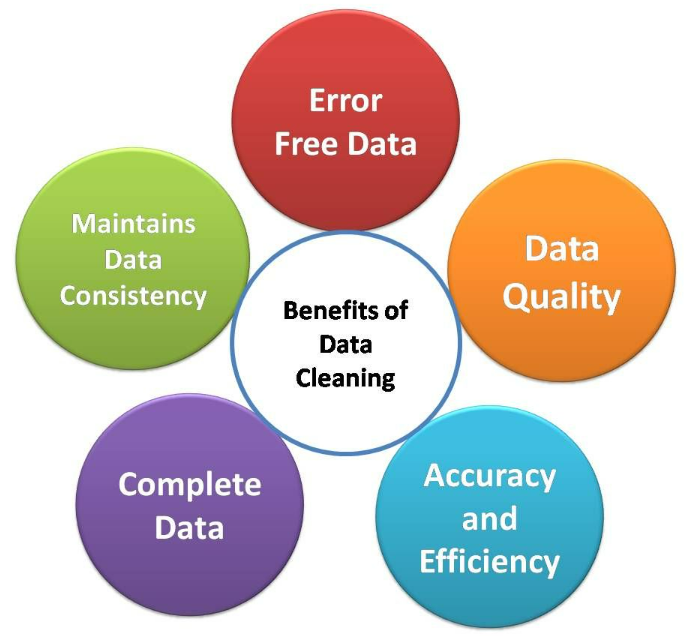 Error
Free Data
Data
Quality
Accuracy
and
Efficiency
Complete
Data
Maintains
Data
Consistency
Benefits of
Data
Cleaning